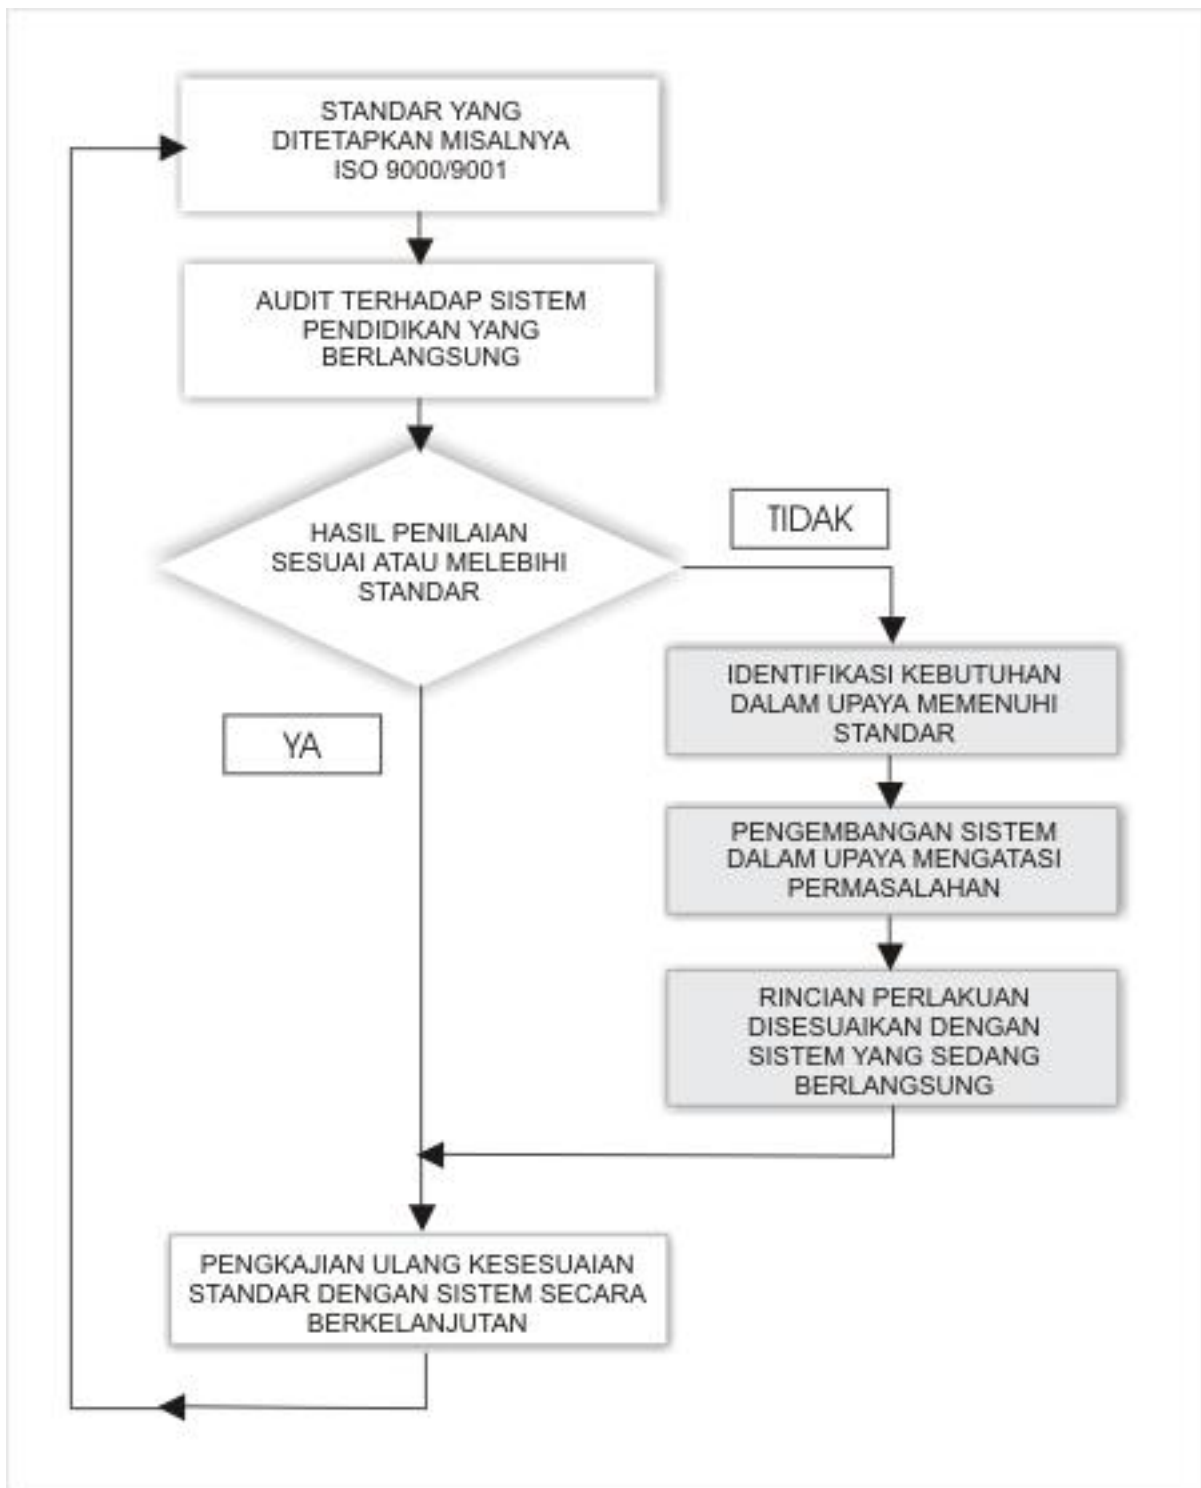 STANDAR YANG
DITETAPKAN MISALNYA
ISO 9000/9001
AUDIT TERHADAP SISTEM
PENDIDIKAN YANG
BERLANGSUNG
HASIL PENILAIAN
SESUAI ATAU MELEBIHI
STANDAR
TIDAK
IDENTIFIKASI KEBUTUHAN
DALAM UPAYA MEMENUHI
STANDAR
YA
PENGEMBANGAN SISTEM
DALAM UPAYA MENGATASI
PERMASALAHAN
RINCIAN PERLAKUAN
DISESUAIKAN DENGAN
SISTEM YANG SEDANG
BERLANGSUNG
PENGKAJIAN ULANG KESESUAIAN
STANDAR DENGAN SISTEM SECARA
BERKELANJUTAN